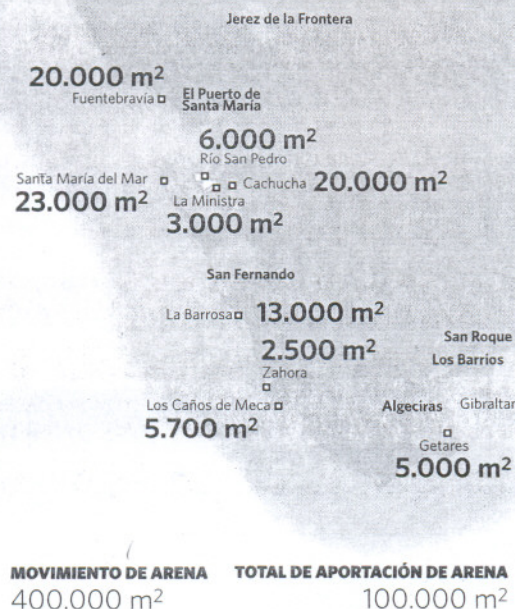 Jerez de la Frontera
20.000 m²
Fuentebravía
El Puerto de
Santa María
6.000 m²
Río San Pedro
Santa María del Mar
23.000 m²
Cachucha 20.000 m²
La Ministra
3.000 m²
San Fernando
La Barrosa 13.000 m²
2.500 m²
Zahora
San Roque
Los Barrios
Los Caños de Meca
5.700 m²
Algeciras Gibraltar
Getares
5.000 m²
MOVIMIENTO DE ARENA
400.000 m²
TOTAL DE APORTACIÓN DE ARENA
100.000 m²